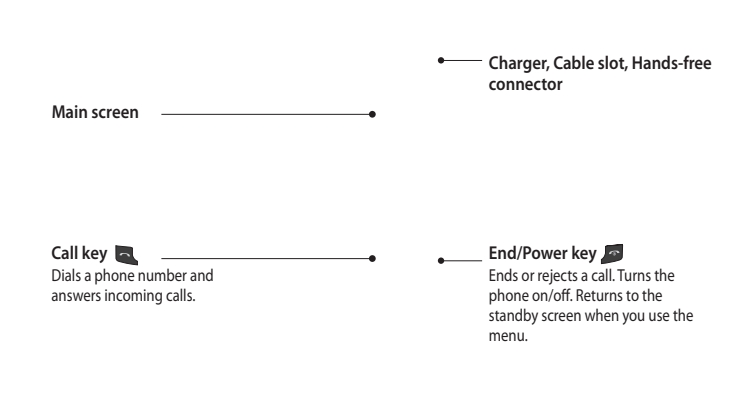 Charger, Cable slot, Hands-free
connector
Main screen
Call key
Dials a phone number and
answers incoming calls.
End/Power key
Ends or rejects a call. Turns the
phone on/off. Returns to the
standby screen when you use the
menu.